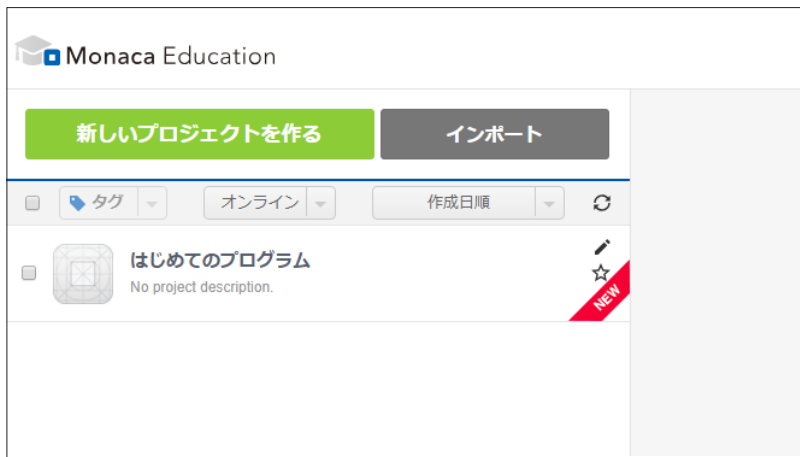 Monaca Education
新しいプロジェクトを作る
インポート
タグ
オンライン
作成日順
はじめてのプログラム
No project description.
NEW